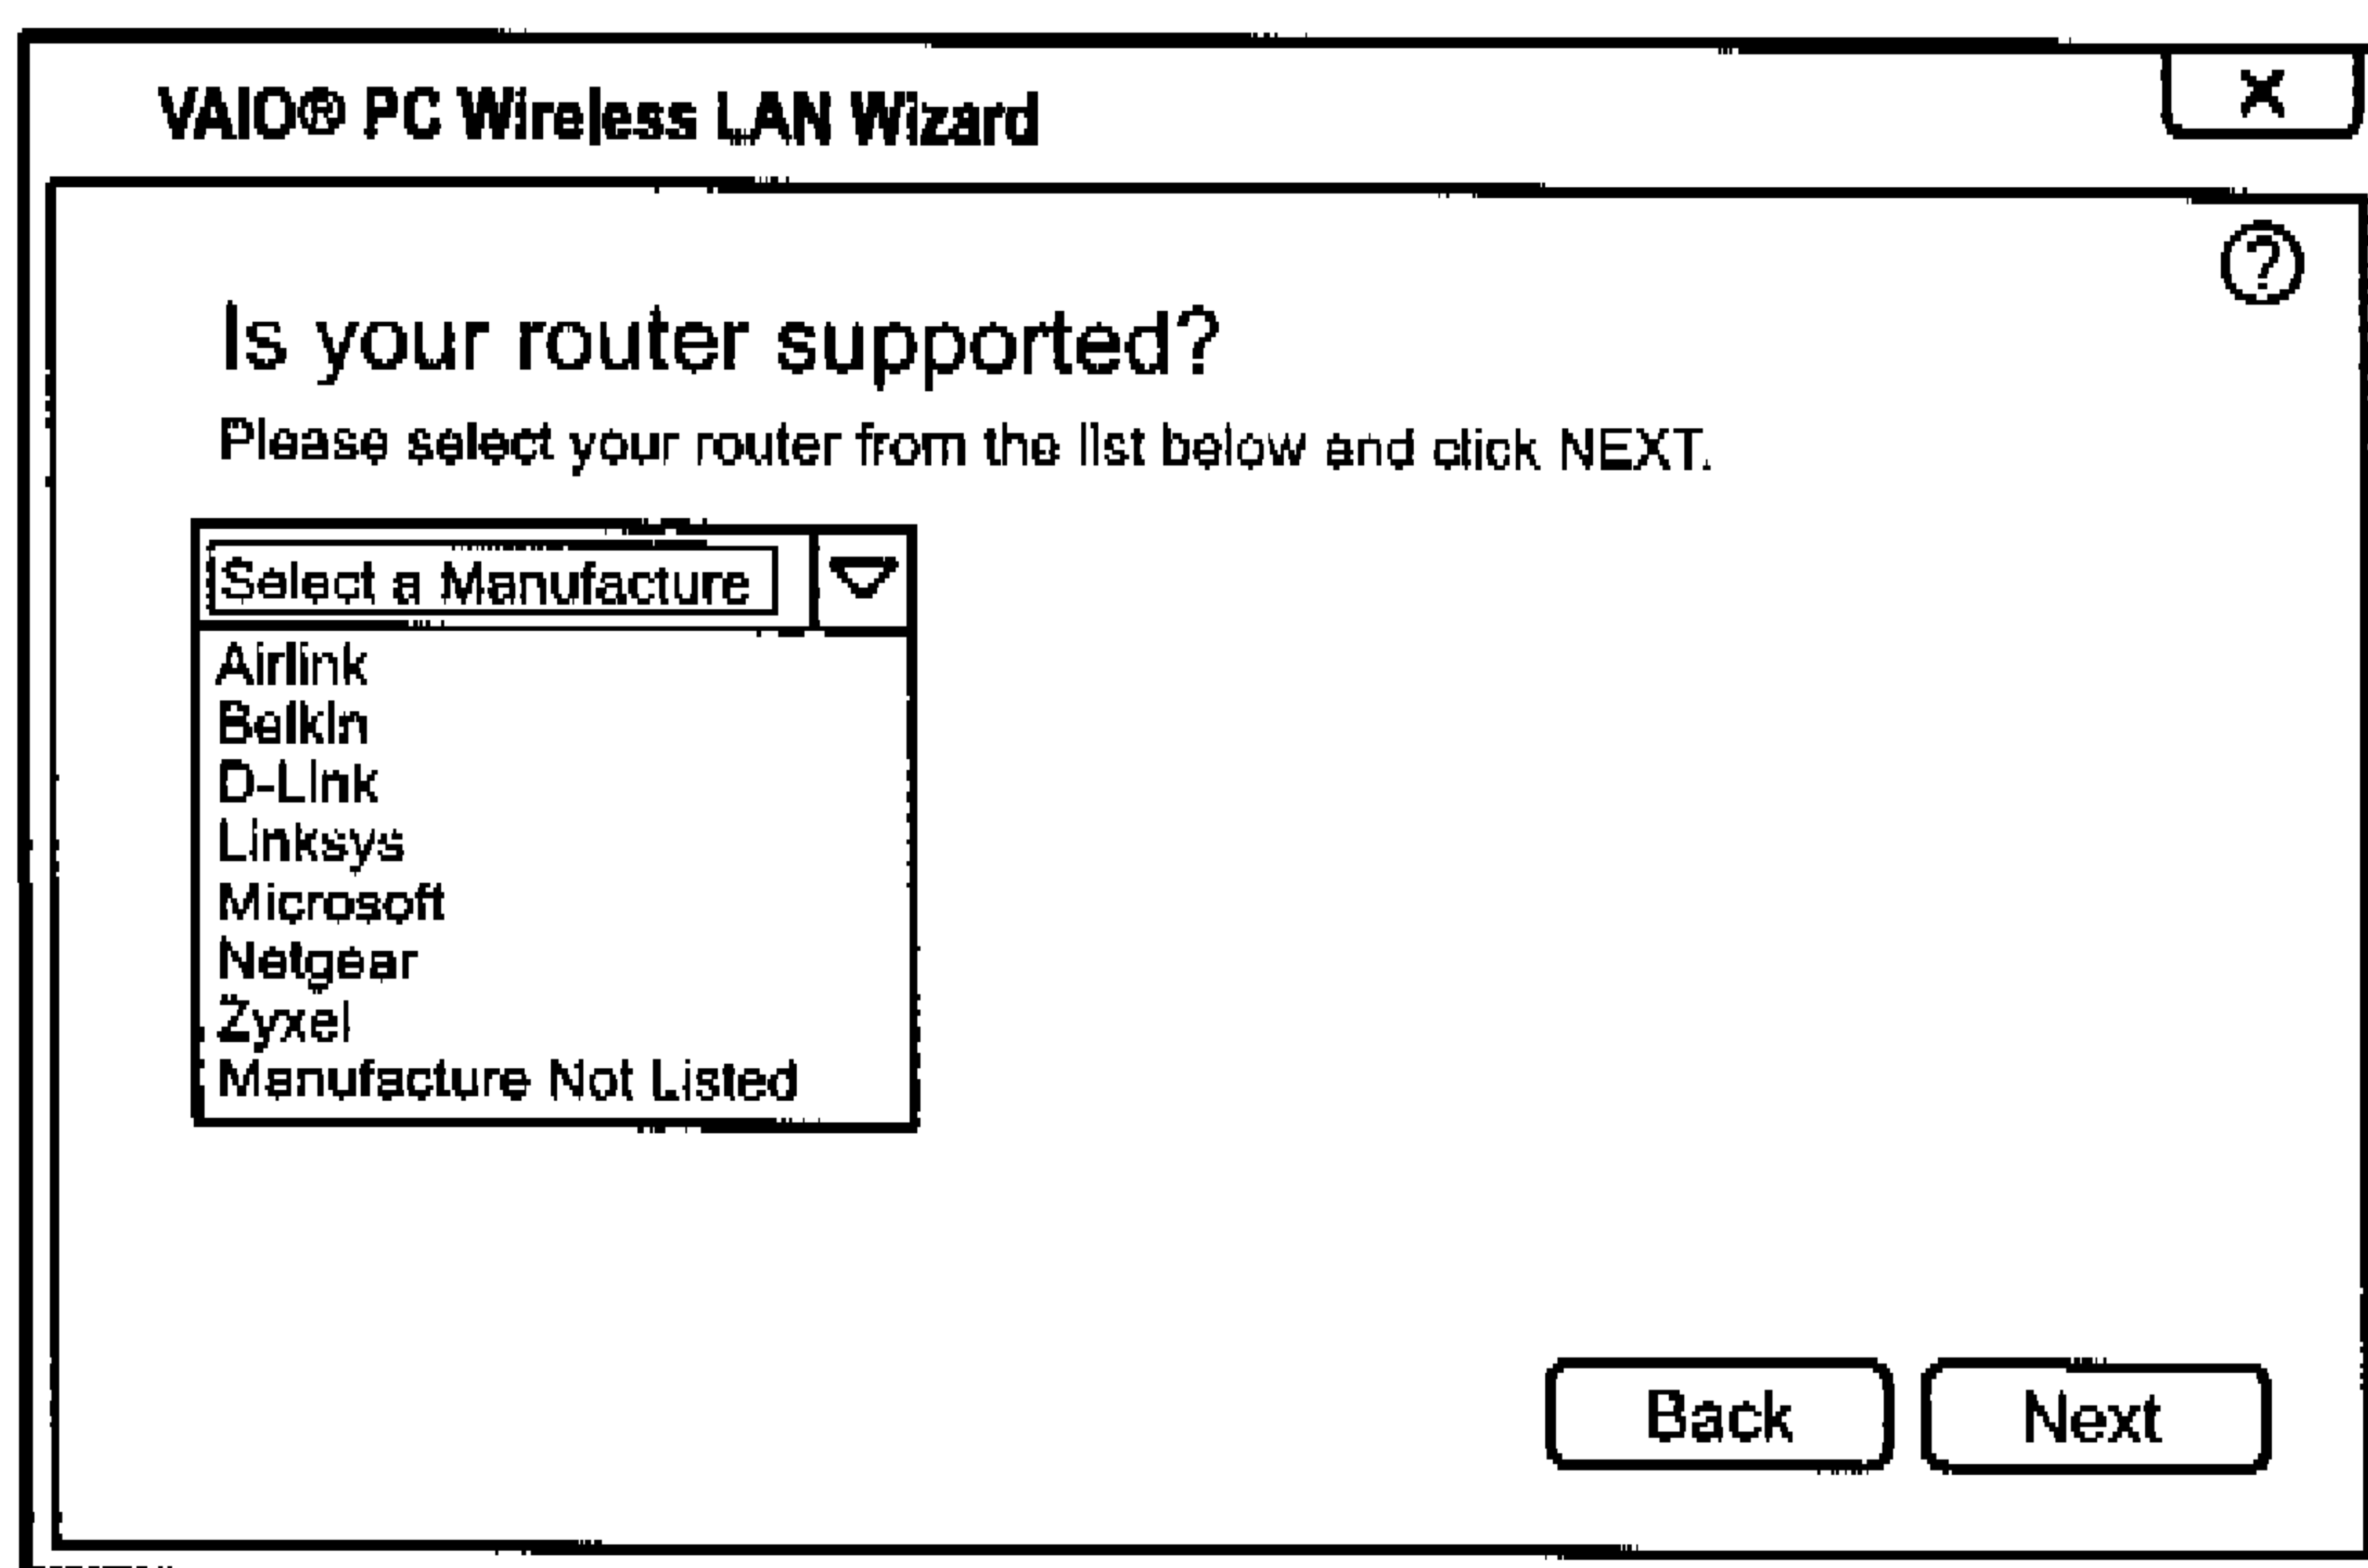 VAIO® PC Wireless LAN Wizard
X
?
Is your router supported?
Please select your router from the list below and click NEXT.
Select a Manufacture
Airlink
Belkin
D-Link
Linksys
Microsoft
Netgear
Zyxel
Manufacture Not Listed
Back
Next